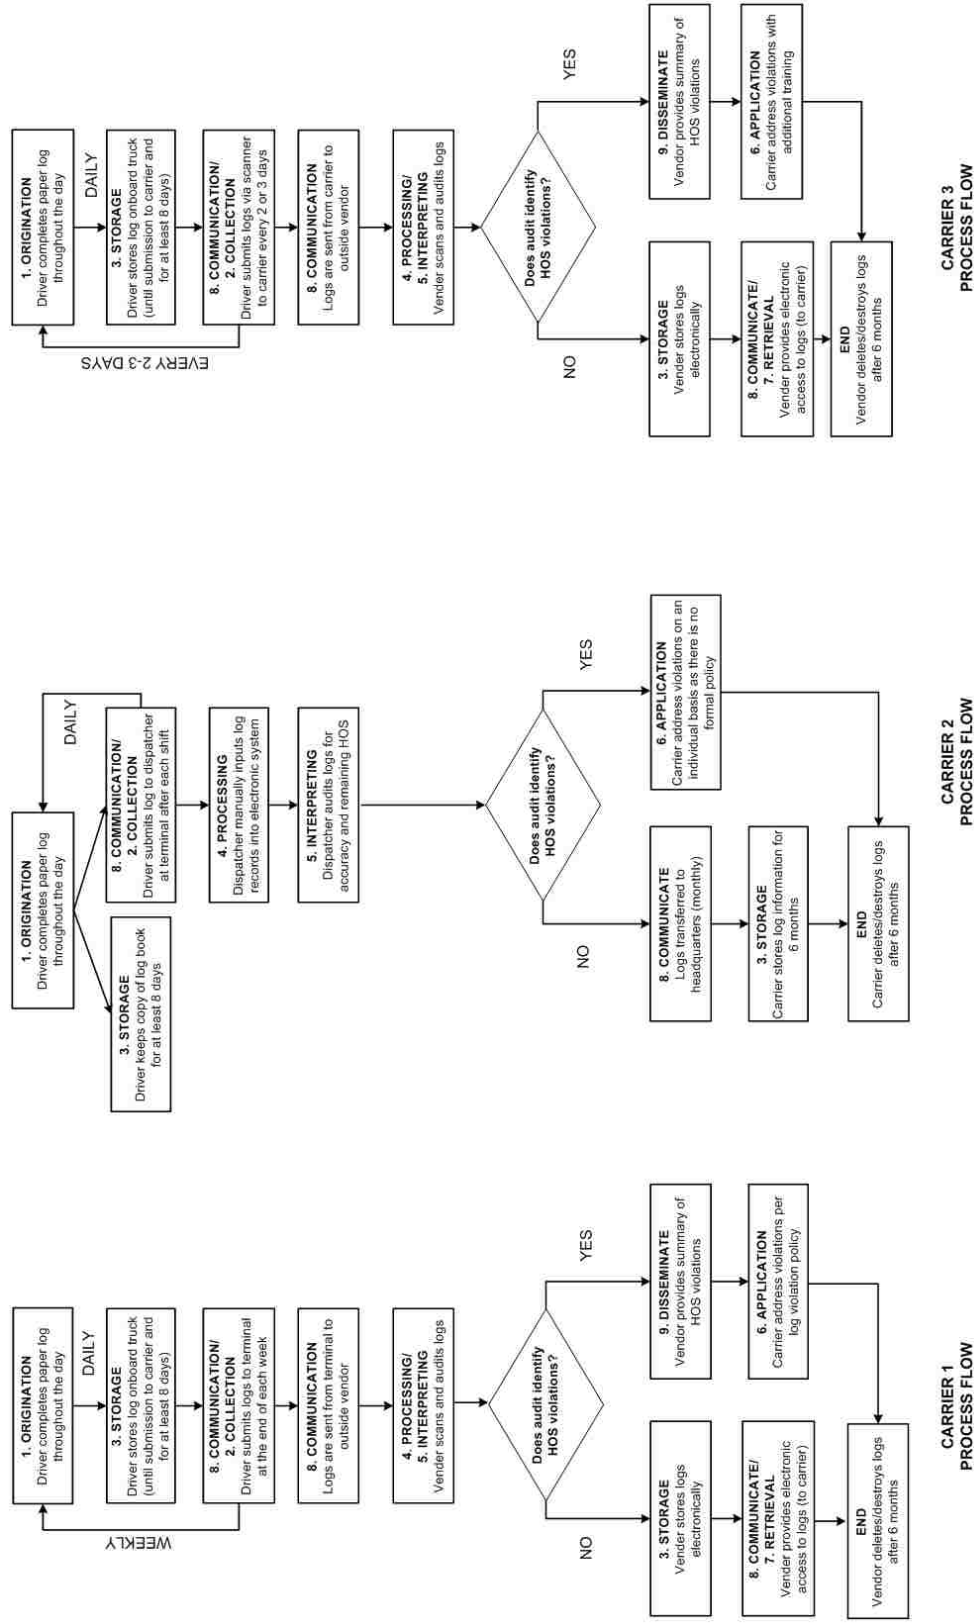 1. ORIGINATION
Driver completes paper log
throughout the day
DAILY
3. STORAGE
Driver stores log onboard truck
(until submission to carrier and
for at least 8 days)
8. COMMUNICATION/
2. COLLECTION
Driver submits logs to terminal
at the end of each week
WEEKLY
8. COMMUNICATION
Logs are sent from terminal to
outside vendor
4. PROCESSING/
5. INTERPRETING
Vender scans and audits logs
Does audit identify
HOS violations?
NO
YES
3. STORAGE
Vender stores logs
electronically
8. COMMUNICATE/
7. RETRIEVAL
Vender provides electronic
access to logs (to carrier)
9. DISSEMINATE
Vendor provides summary of
HOS violations
6. APPLICATION
Carrier address violations per
log violation policy.
END
Vendor deletes/destroys logs
after 6 months
CARRIER 1
PROCESS FLOW
1. ORIGINATION
Driver completes paper log
throughout the day
DAILY
3. STORAGE
Driver keeps copy of log book
for at least 8 days
8. COMMUNICATION/
2. COLLECTION
Driver submits log to dispatcher
at terminal after each shift
4. PROCESSING
Dispatcher manually inputs log
records into electronic system
5. INTERPRETING
Dispatcher audits logs for
accuracy and remaining HOS
Does audit identify
HOS violations?
NO
YES
8. COMMUNICATE
Logs transferred to
headquarters (monthly)
3. STORAGE
Carrier stores log information for
6 months
6. APPLICATION
Carrier address violations on an
individual basis as there is no
formal policy
END
Carrier deletes/destroys logs
after 6 months
CARRIER 2
PROCESS FLOW
1. ORIGINATION
Driver completes paper log
throughout the day
DAILY
3. STORAGE
Driver stores log onboard truck
(until submission to carrier and
for at least 8 days)
8. COMMUNICATION/
2. COLLECTION
Driver submits logs via scanner
to carrier every 2 or 3 days
EVERY 2-3 DAYS
8. COMMUNICATION
Logs are sent from carrier to
outside vendor
4. PROCESSING/
5. INTERPRETING
Vender scans and audits logs
Does audit identify
HOS violations?
NO
YES
3. STORAGE
Vender stores logs
electronically
8. COMMUNICATE/
7. RETRIEVAL
Vender provides electronic
access to logs (to carrier)
9. DISSEMINATE
Vendor provides summary of
HOS violations
6. APPLICATION
Carrier address violations with
additional training
END
Vendor deletes/destroys logs
after 6 months
CARRIER 3
PROCESS FLOW